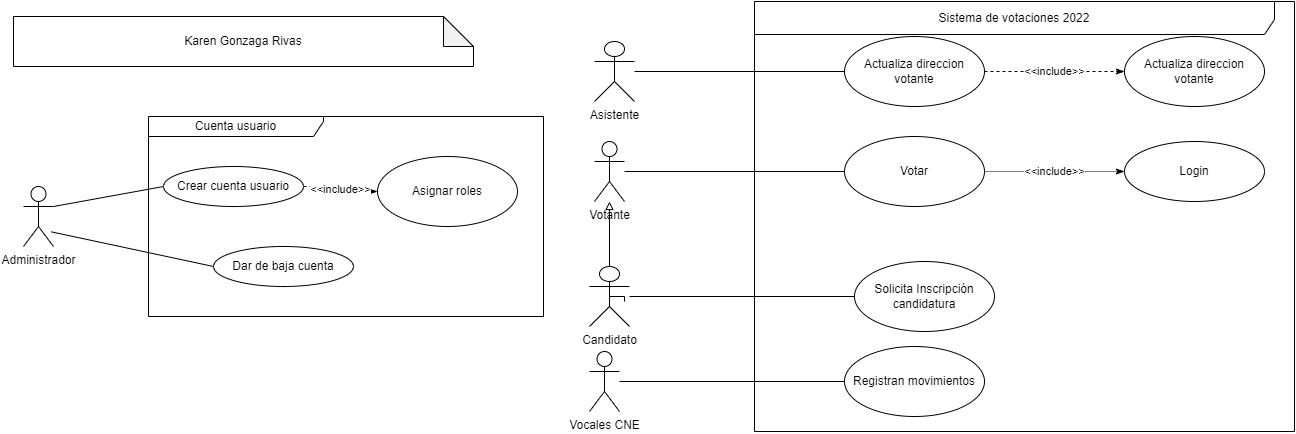 Karen Gonzaga Rivas
Cuenta usuario
Crear cuenta usuario
<<include>>
Asignar roles
Dar de baja cuenta
Administrador
Sistema de votaciones 2022
Asistente
Actualiza direccion
votante
<<include>>
Actualiza direccion
votante
Votante
Votar
<<include>>
Login
Candidato
Solicita Inscripción
candidatura
Vocales CNE
Registran movimientos